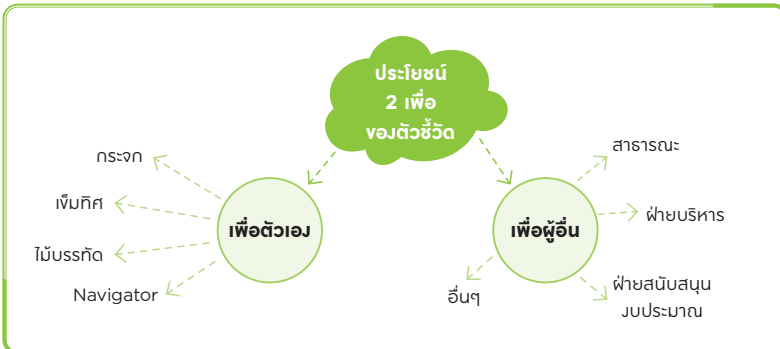 ประโยชน์
2 เพื่อ
ของตัวชี้วัด
กระจก
เข็มทิศ
ไม้บรรทัด
Navigator
เพื่อตัวเอง
เพื่อผู้อื่น
สาธารณะ
ฝ่ายบริหาร
ฝ่ายสนับสนุน
งบประมาณ
อื่นๆ